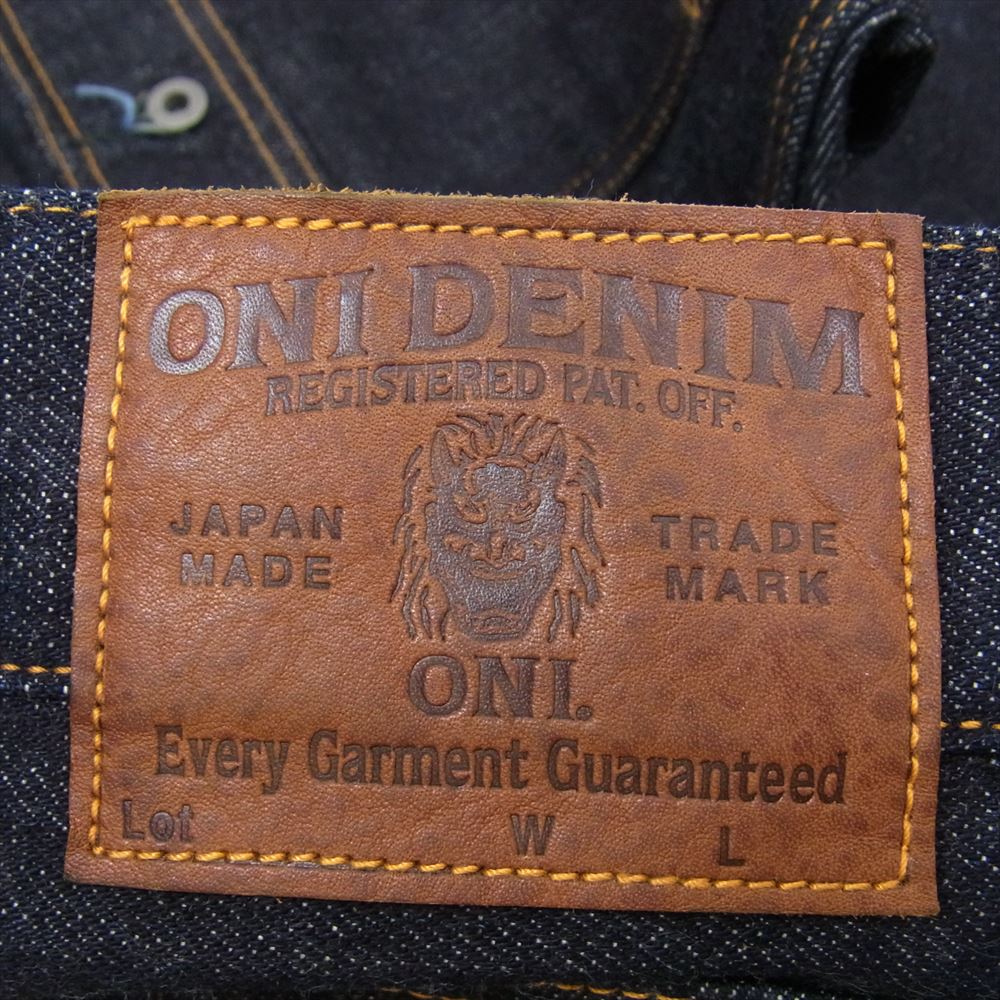 ONI DENIM
REGISTERED PAT. OFF.
JAPAN MADE
TRADE MARK
ONI.
Every Garment Guaranteed
Lot W L